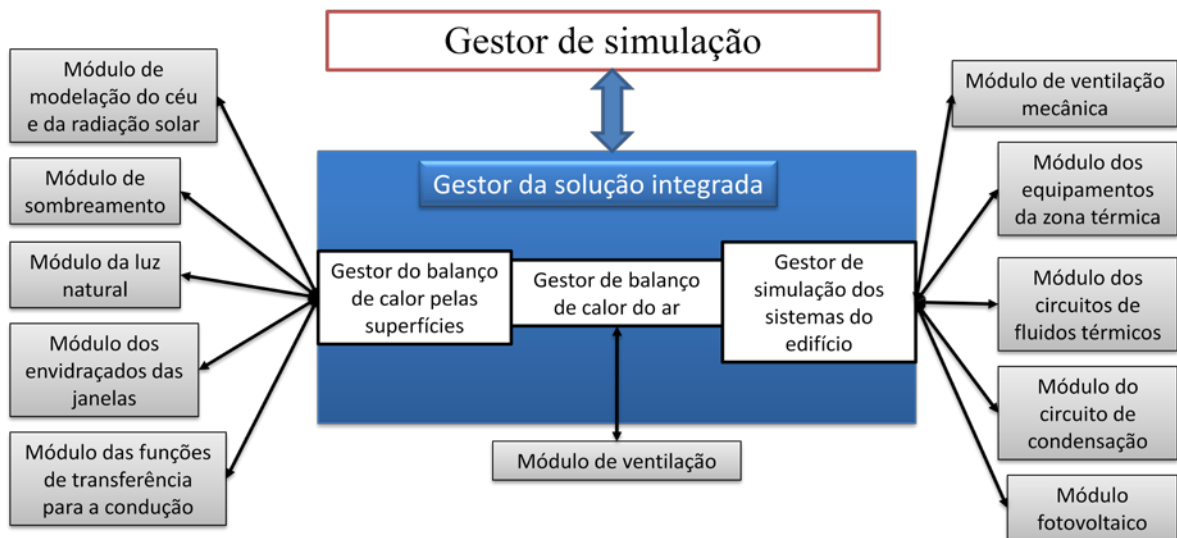 Gestor de simulação
Módulo de
modelação do céu
e da radiação solar
Módulo de
sombreamento
Módulo da luz
natural
Módulo dos
envidraçados das
janelas
Módulo das funções
de transferência
para a condução
Gestor da solução integrada
Gestor do balanço
de calor pelas
superfícies
Gestor de balanço
de calor do ar
Gestor de
simulação dos
sistemas do
edifício
Módulo de ventilação
Módulo de ventilação
mecânica
Módulo dos
equipamentos
da zona térmica
Módulo dos
circuitos de
fluidos térmicos
Módulo do
circuito de
condensação
Módulo
fotovoltaico